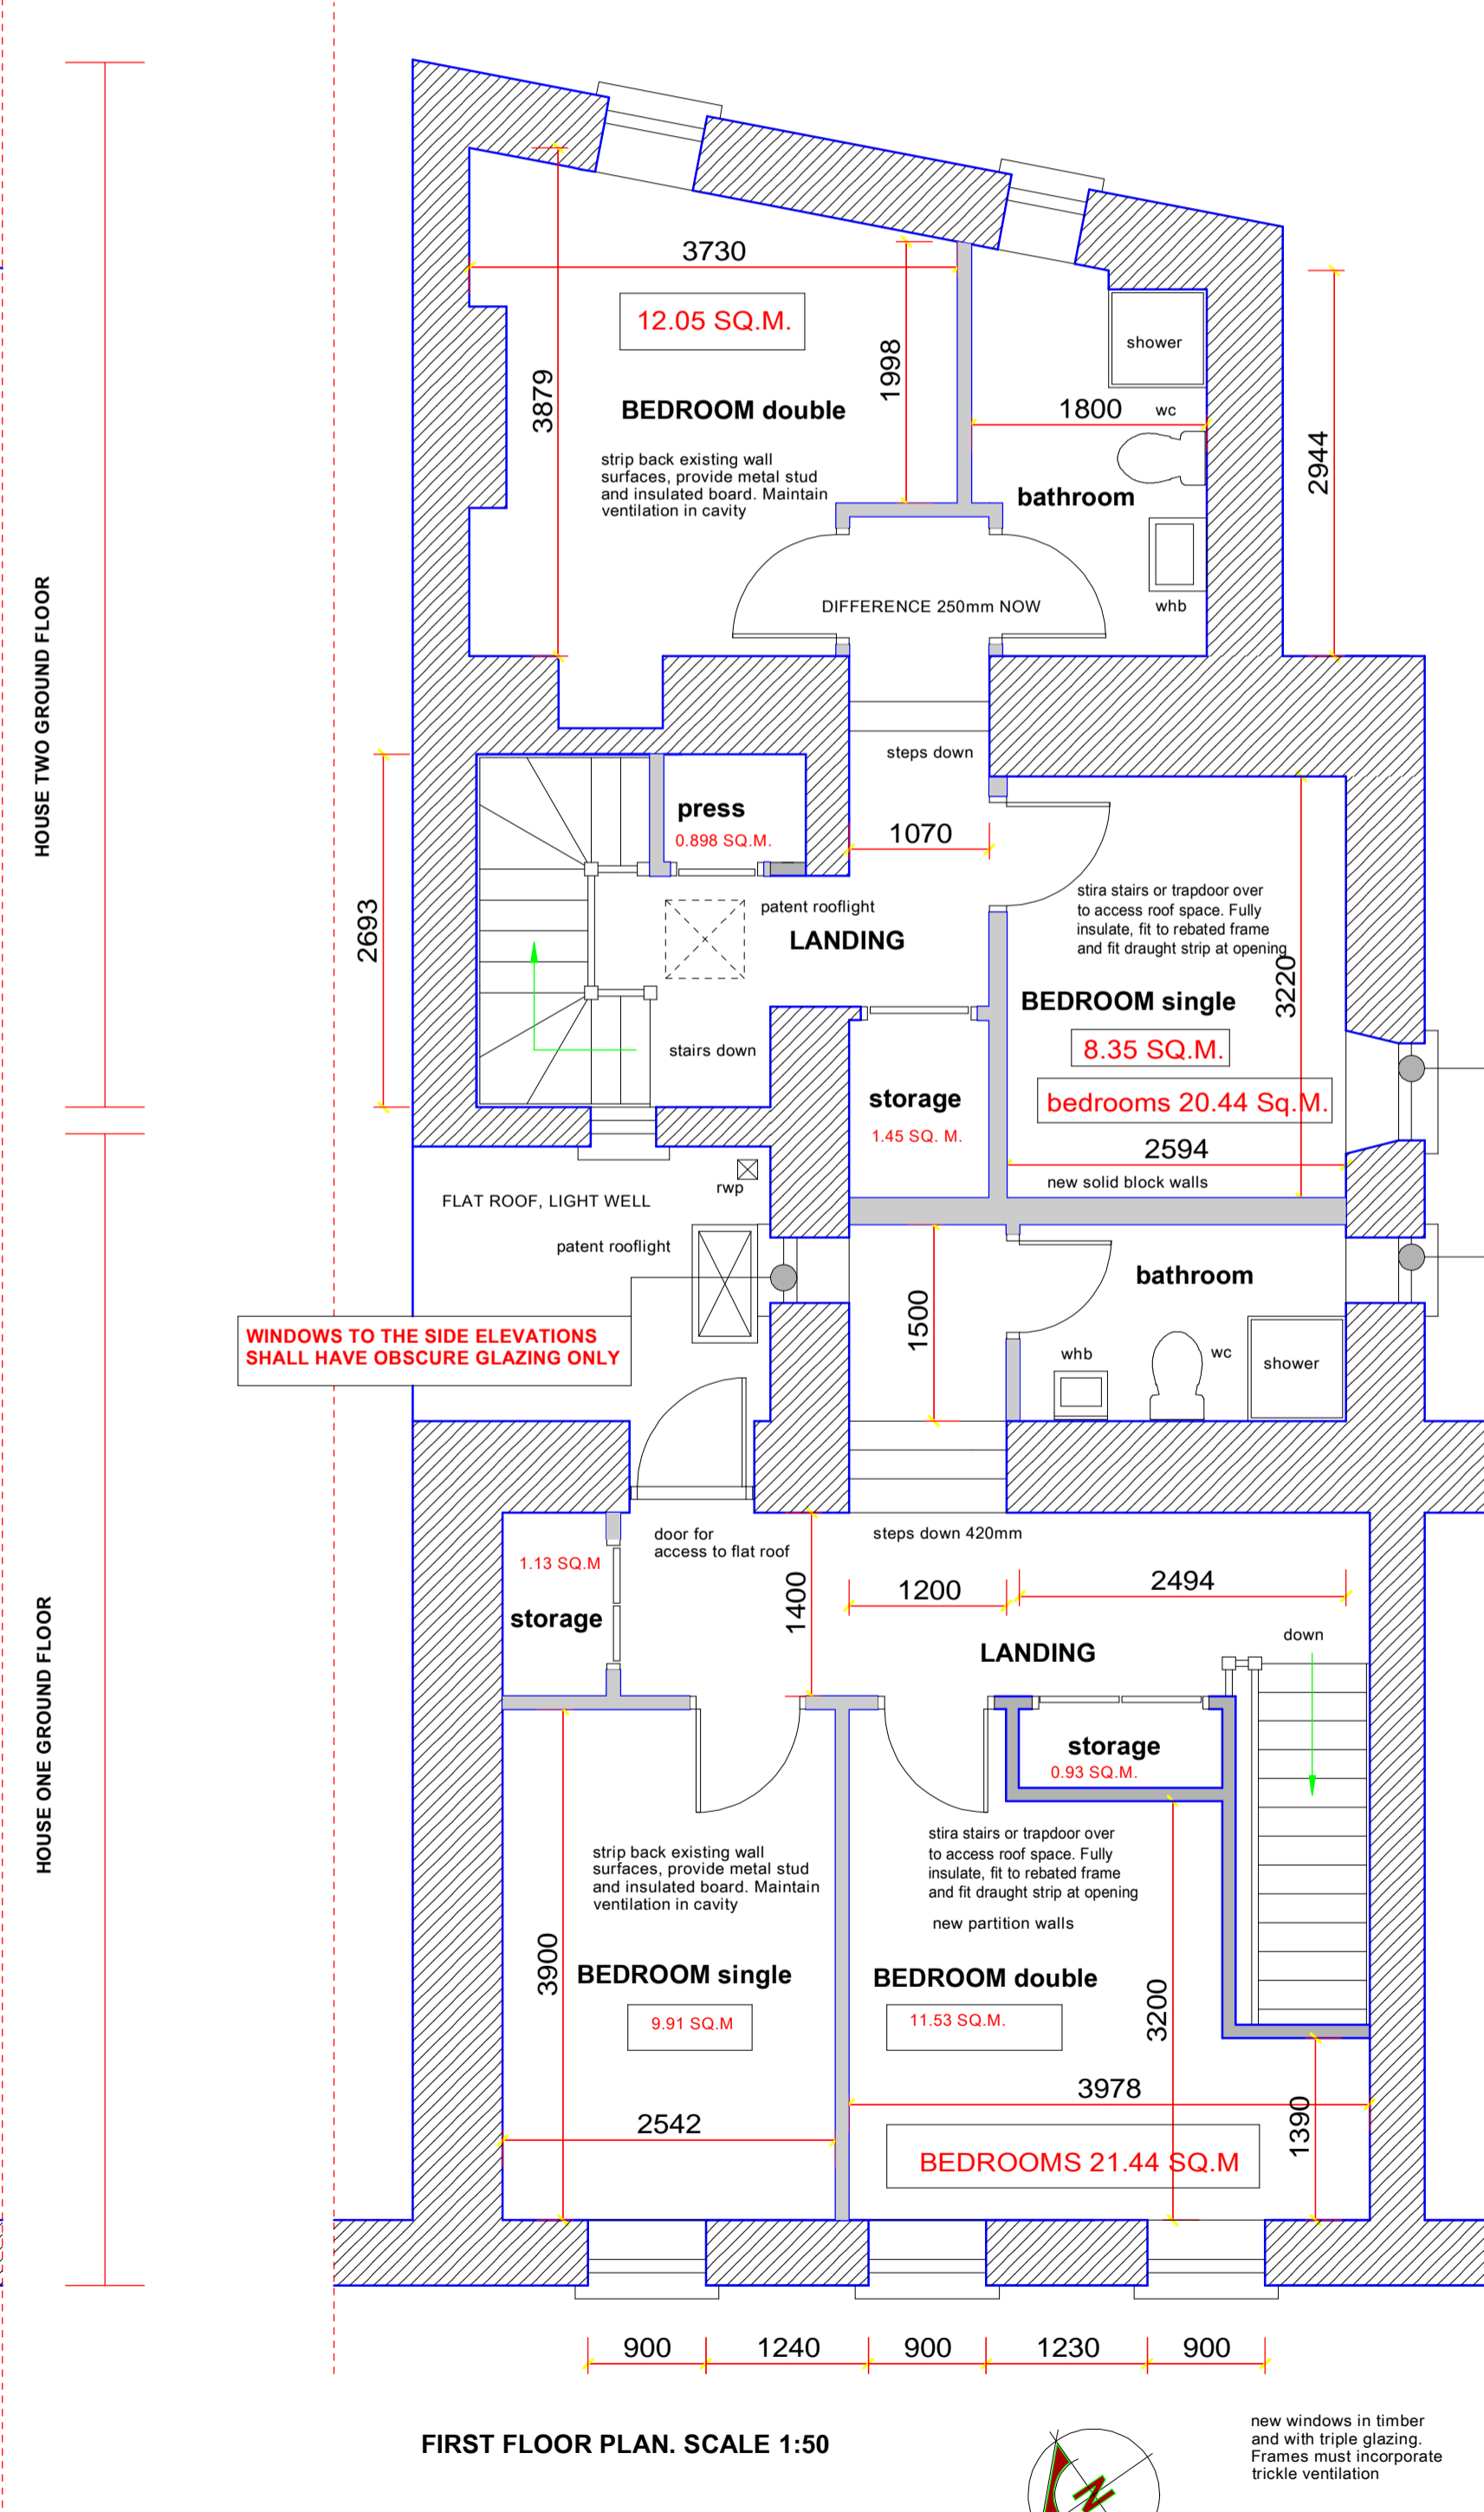 3730
12.05 SQ.M.
1998
3879
BEDROOM double
strip back existing wall
surfaces, provide metal stud
and insulated board. Maintain
ventilation in cavity
shower
1800
wc
bathroom
2944
whb
DIFFERENCE 250mm NOW
HOUSE TWO GROUND FLOOR
steps down
press
0.898 SQ.M.
1070
patent rooflight
LANDING
2693
stairs down
stira stairs or trapdoor over
to access roof space. Fully
insulate, fit to rebated frame
and fit draught strip at opening
3220
BEDROOM single
8.35 SQ.M.
bedrooms 20.44 Sq.M.
storage
1.45 SQ. M.
2594
new solid block walls
rwp
FLAT ROOF, LIGHT WELL
patent rooflight
WINDOWS TO THE SIDE ELEVATIONS
SHALL HAVE OBSCURE GLAZING ONLY
1500
bathroom
whb
wc
shower
door for
access to flat roof
steps down 420mm
1.13 SQ.M
storage
1400
1200
2494
LANDING
down
HOUSE ONE GROUND FLOOR
storage
0.93 SQ.M.
strip back existing wall
surfaces, provide metal stud
and insulated board. Maintain
ventilation in cavity
stira stairs or trapdoor over
to access roof space. Fully
insulate, fit to rebated frame
and fit draught strip at opening
new partition walls
3900
BEDROOM single
9.91 SQ.M
BEDROOM double
11.53 SQ.M.
3200
3978
1390
2542
BEDROOMS 21.44 SQ.M
900
1240
900
1230
900
FIRST FLOOR PLAN. SCALE 1:50
N
new windows in timber
and with triple glazing.
Frames must incorporate
trickle ventilation